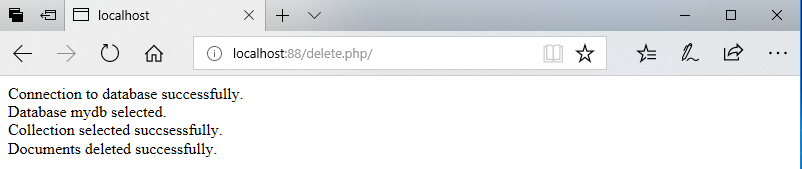 localhost
localhost:88/delete.php/
Connection to database successfully.
Database mydb selected.
Collection selected succsessfully.
Documents deleted successfully.